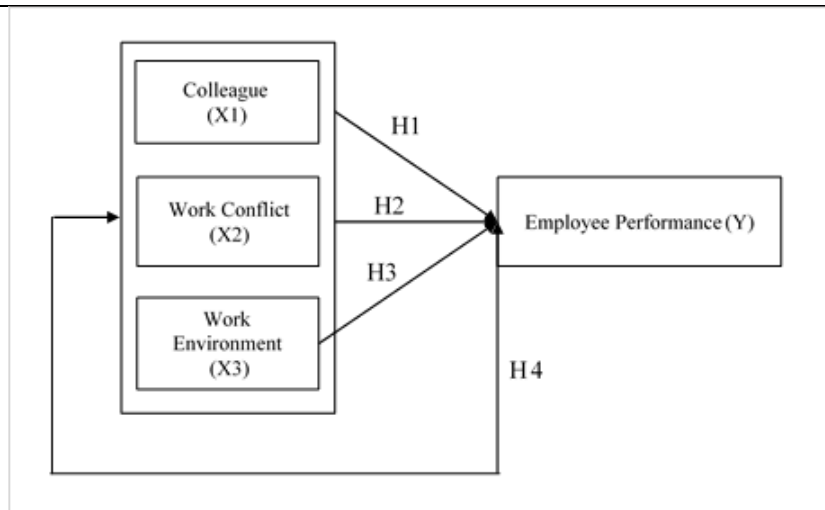 Colleague
(X1)
H1
Work Conflict
(X2)
H2
Employee Performance (Y)
H3
Work
Environment
(X3)
H4